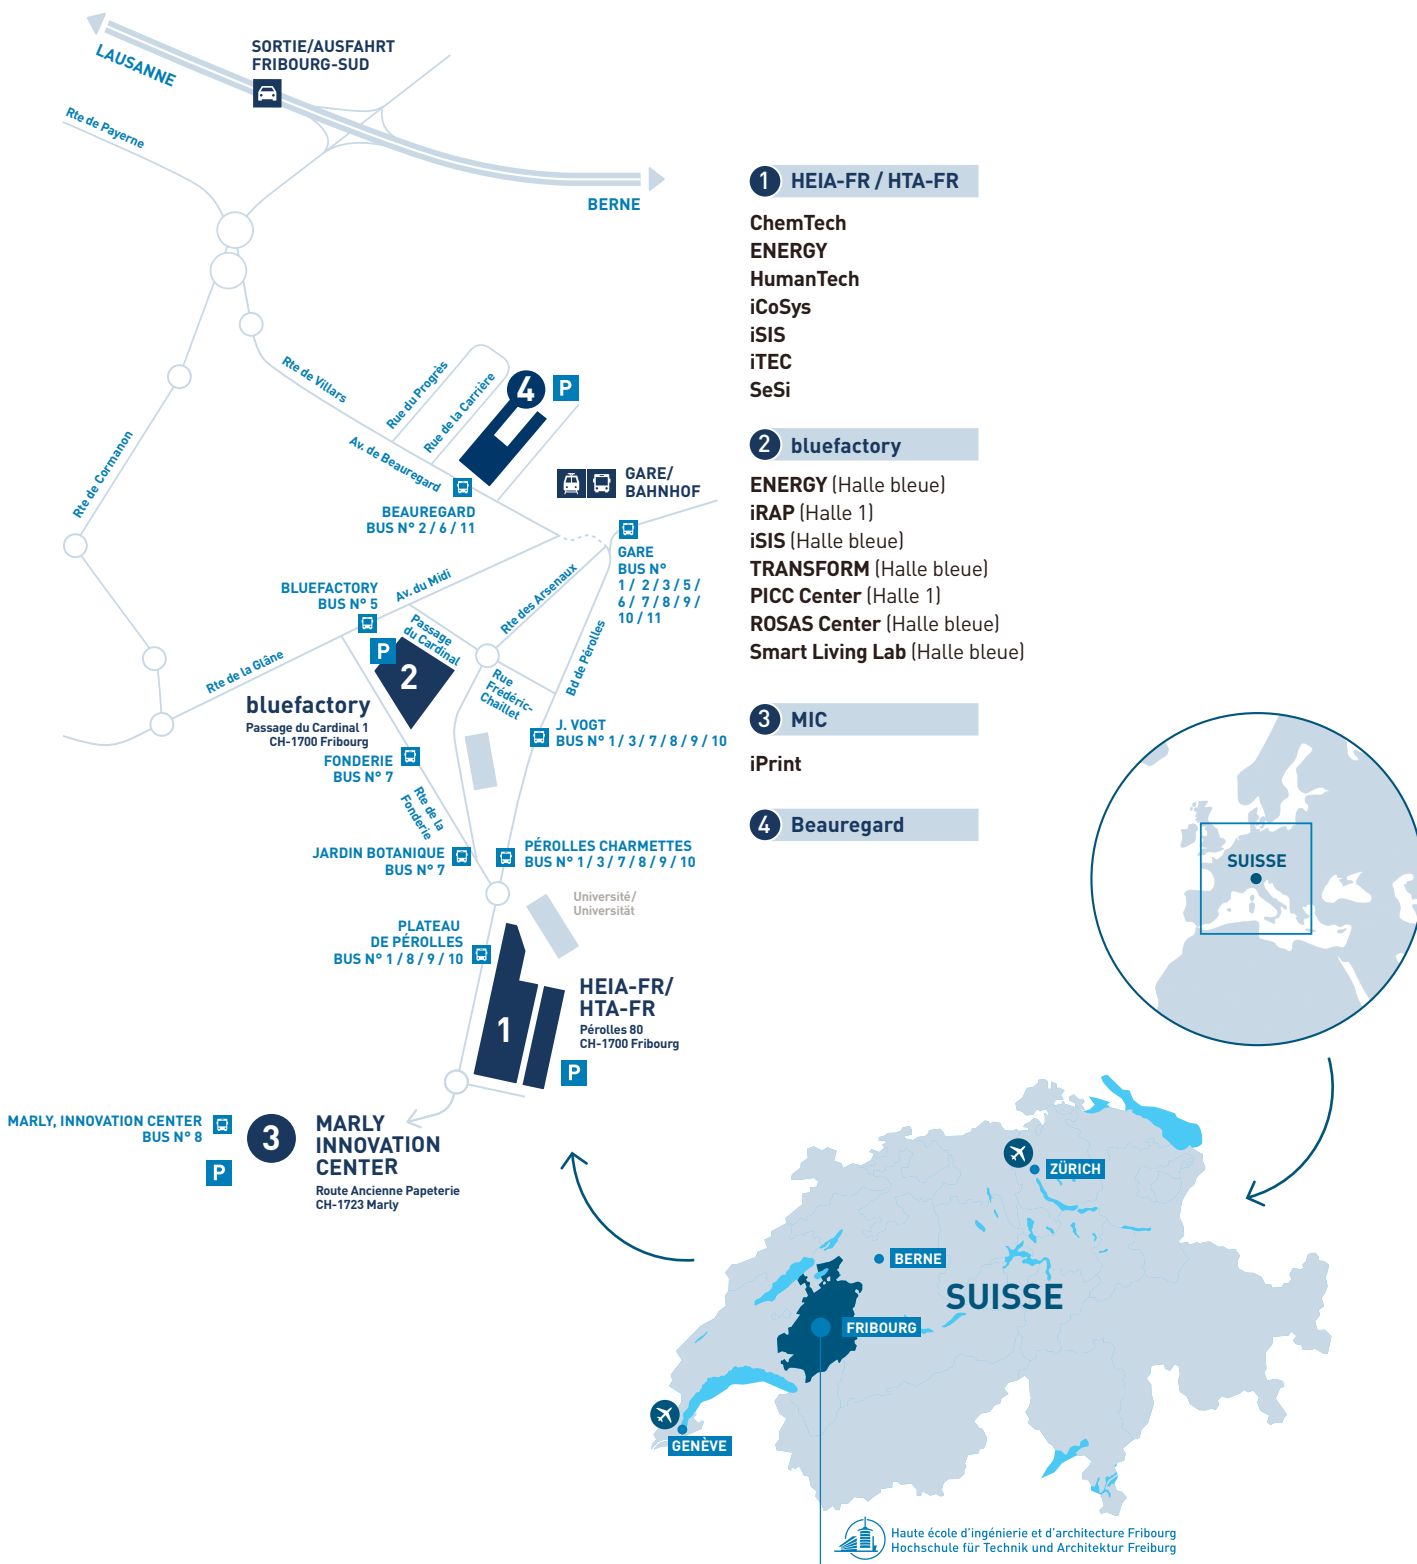 SORTIE/AUSFAHRT
FRIBOURG-SUD
LAUSANNE
Rte de Payerne
BERNE
Rte de Villars
Rue du Progrès
Rue de la Carrière
4
P
Av. de Beauregard
Rte de Cormanon
BEAUREGARD
BUS N° 2 / 6 / 11
GARE/
BAHNHOF
GARE
BUS N°
1 / 2 / 3 / 5 /
6 / 7 / 8 / 9 /
10 / 11
BLUEFACTORY
BUS N° 5
Av. du Midi
Rte des Arsenaux
Passage
du Cardinal
P
2
Rte de la Glâne
Rue
Frédéric-
Chaillet
Bd de Pérolles
bluefactory
Passage du Cardinal 1
CH-1700 Fribourg
J. VOGT
BUS N° 1 / 3 / 7 / 8 / 9 / 10
FONDERIE
BUS N° 7
Rte de la
Fonderie
JARDIN BOTANIQUE
BUS N° 7
PÉROLLES CHARMETTES
BUS N° 1 / 3 / 7 / 8 / 9 / 10
Université/
Universität
PLATEAU
DE PÉROLLES
BUS N° 1 / 8 / 9 / 10
1
HEIA-FR/
HTA-FR
Pérolles 80
CH-1700 Fribourg
P
MARLY, INNOVATION CENTER
BUS N° 8
P
3
MARLY
INNOVATION
CENTER
Route Ancienne Papeterie
CH-1723 Marly
1 HEIA-FR / HTA-FR
ChemTech
ENERGY
HumanTech
iCoSys
iSIS
iTEC
SeSi
2 bluefactory
ENERGY (Halle bleue)
iRAP (Halle 1)
iSIS (Halle bleue)
TRANSFORM (Halle bleue)
PICC Center (Halle 1)
ROSAS Center (Halle bleue)
Smart Living Lab (Halle bleue)
3 MIC
iPrint
4 Beauregard
SUISSE
ZÜRICH
BERNE
SUISSE
FRIBOURG
GENÈVE
Haute école d'ingénierie et d'architecture Fribourg
Hochschule für Technik und Architektur Freiburg